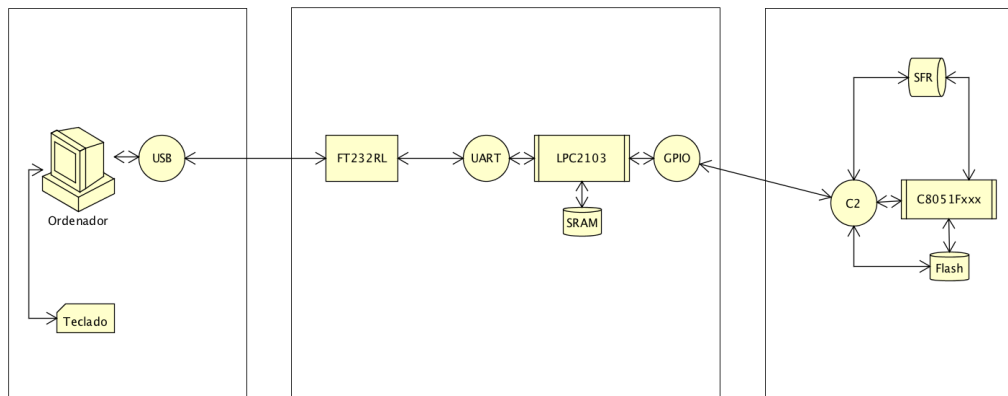 Ordenador
Teclado
USB
FT232RL
UART
LPC2103
SRAM
GPIO
C2
SFR
C8051Fxxx
Flash